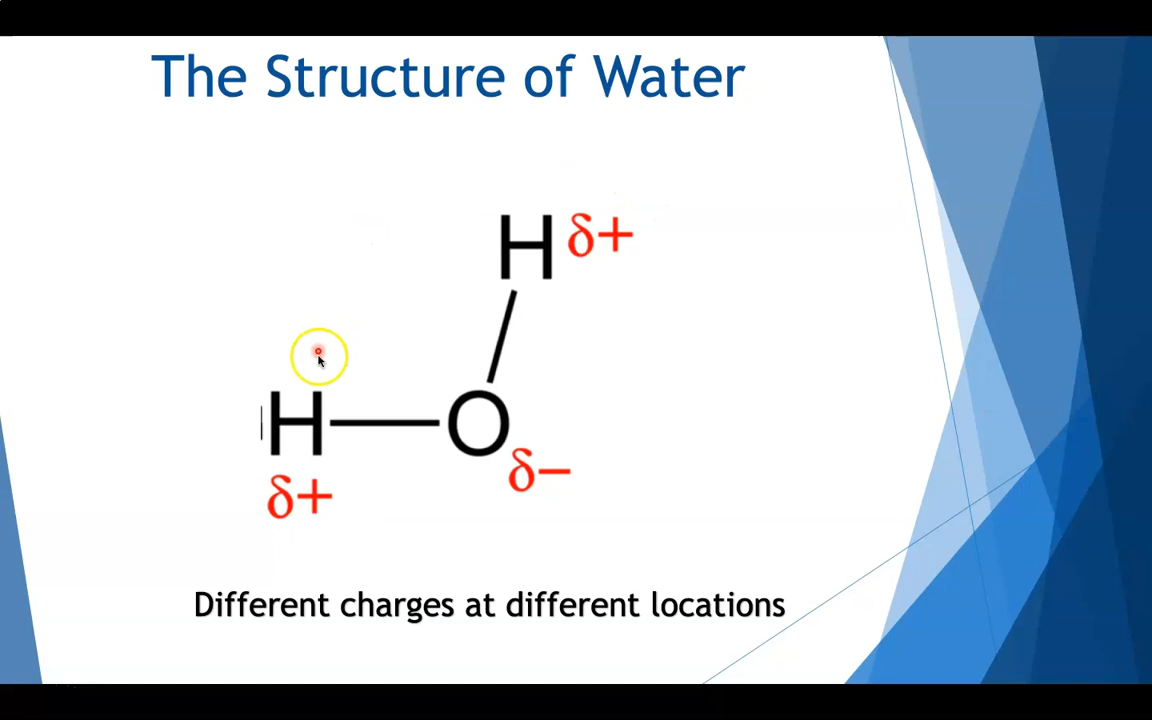 The Structure of Water
H δ+
H O
δ+ δ−
Different charges at different locations